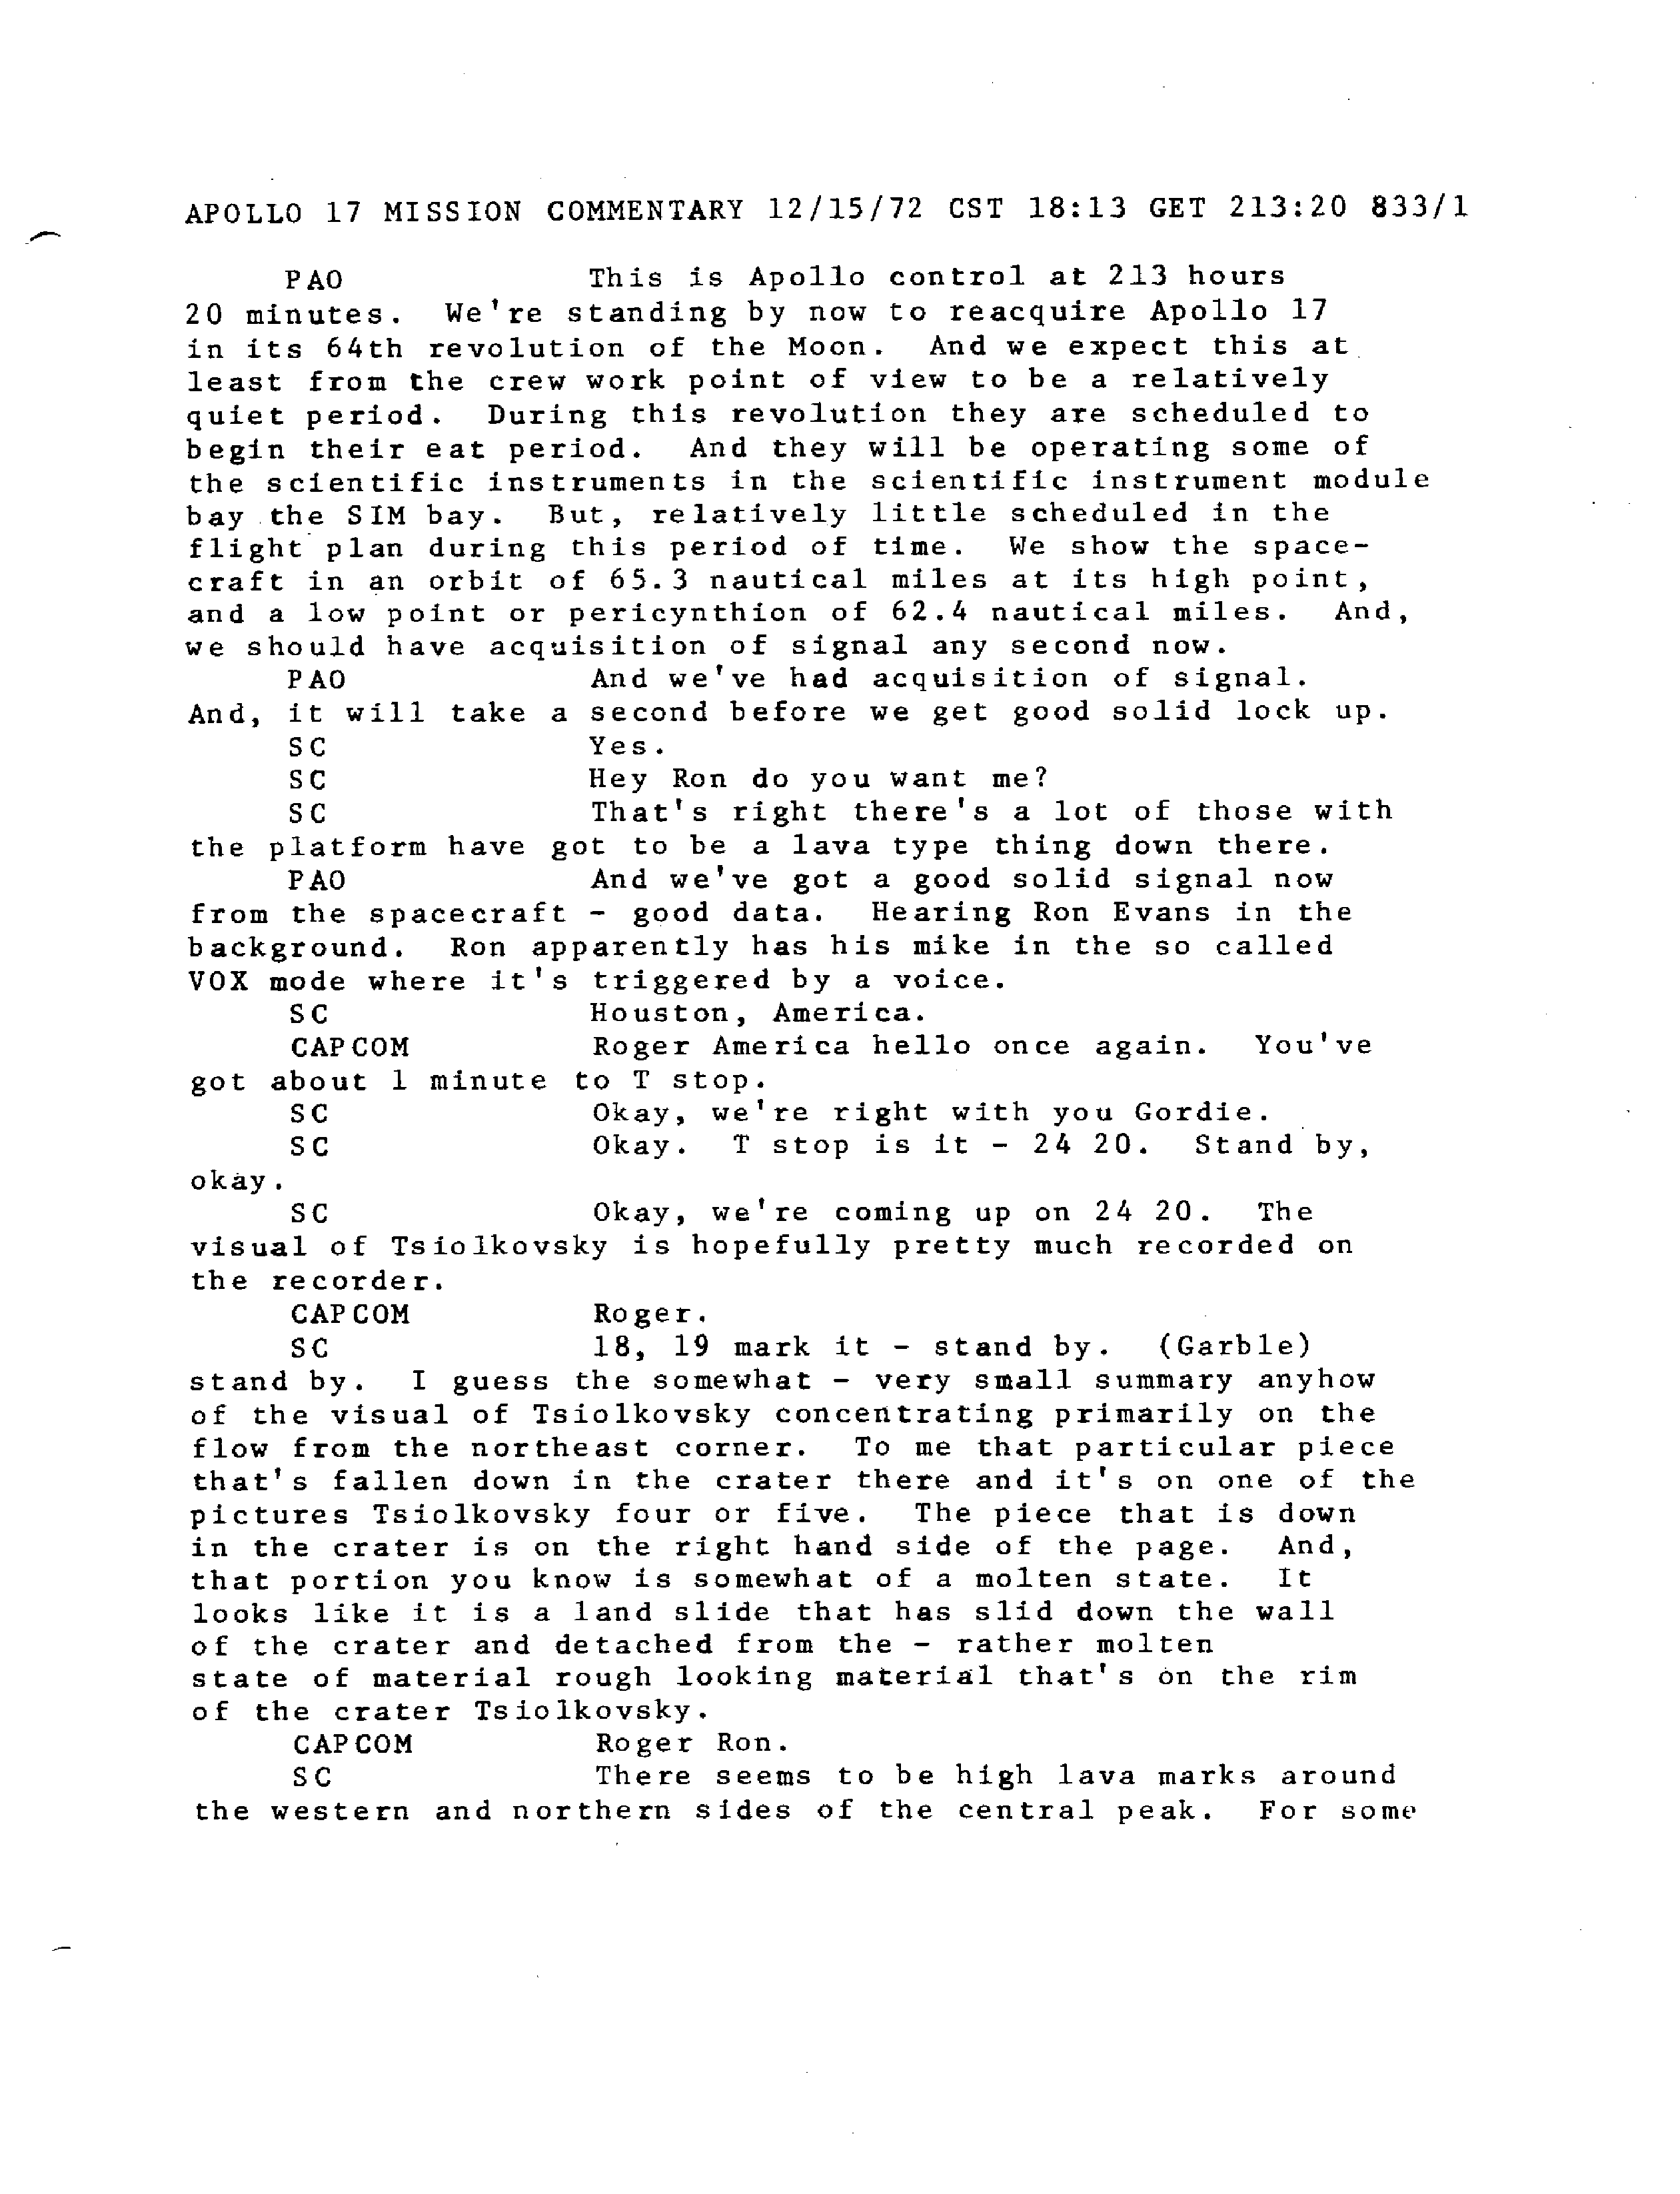 APOLLO 17 MISSION COMMENTARY 12/15/72 CST 18:13 GET 213:20 833/1
PAO This is Apollo control at 213 hours
20 minutes. We're standing by now to reacquire Apollo 17
in its 64th revolution of the Moon. And we expect this at
least from the crew work point of view to be a relatively
quiet period. During this revolution they are scheduled to
begin their eat period. And they will be operating some of
the scientific instruments in the scientific instrument module
bay the SIM bay. But, relatively little scheduled in the
flight plan during this period of time. We show the space-
craft in an orbit of 65.3 nautical miles at its high point,
and a low point or pericynthion of 62.4 nautical miles. And,
we should have acquisition of signal any second now.
PAO And we've had acquisition of signal.
And, it will take a second before we get good solid lock up.
SC Yes.
SC Hey Ron do you want me?
SC That's right there's a lot of those with
the platform have got to be a lava type thing down there.
PAO And we've got a good solid signal now
from the spacecraft - good data. Hearing Ron Evans in the
background. Ron apparently has his mike in the so called
VOX mode where it's triggered by a voice.
SC Houston, America.
CAPCOM Roger America hello once again. You've
got about 1 minute to T stop.
SC Okay, we're right with you Gordie.
SC Okay. T stop is it - 24 20. Stand by,
okay.
SC Okay, we're coming up on 24 20. The
visual of Tsiolkovsky is hopefully pretty much recorded on
the recorder.
CAPCOM Roger.
SC 18, 19 mark it - stand by. (Garble)
stand by. I guess the somewhat - very small summary anyhow
of the visual of Tsiolkovsky concentrating primarily on the
flow from the northeast corner. To me that particular piece
that's fallen down in the crater there and it's on one of the
pictures Tsiolkovsky four or five. The piece that is down
in the crater is on the right hand side of the page. And,
that portion you know is somewhat of a molten state. It
looks like it is a land slide that has slid down the wall
of the crater and detached from the - rather molten
state of material rough looking material that's on the rim
of the crater Tsiolkovsky.
CAPCOM Roger Ron.
SC There seems to be high lava marks around
the western and northern sides of the central peak. For some